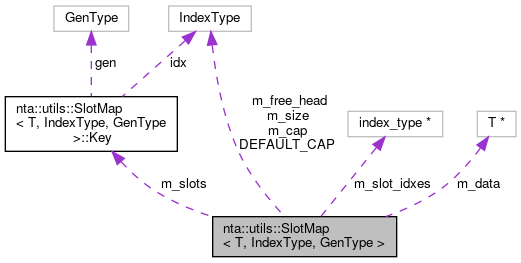 GenType
IndexType
gen
idx
nta::utils::SlotMap
< T, IndexType, GenType
>::Key
m_free_head
m_size
m_cap
DEFAULT_CAP
index_type *
T *
m_slots
m_slot_idxes
m_data
nta::utils::SlotMap
< T, IndexType, GenType >